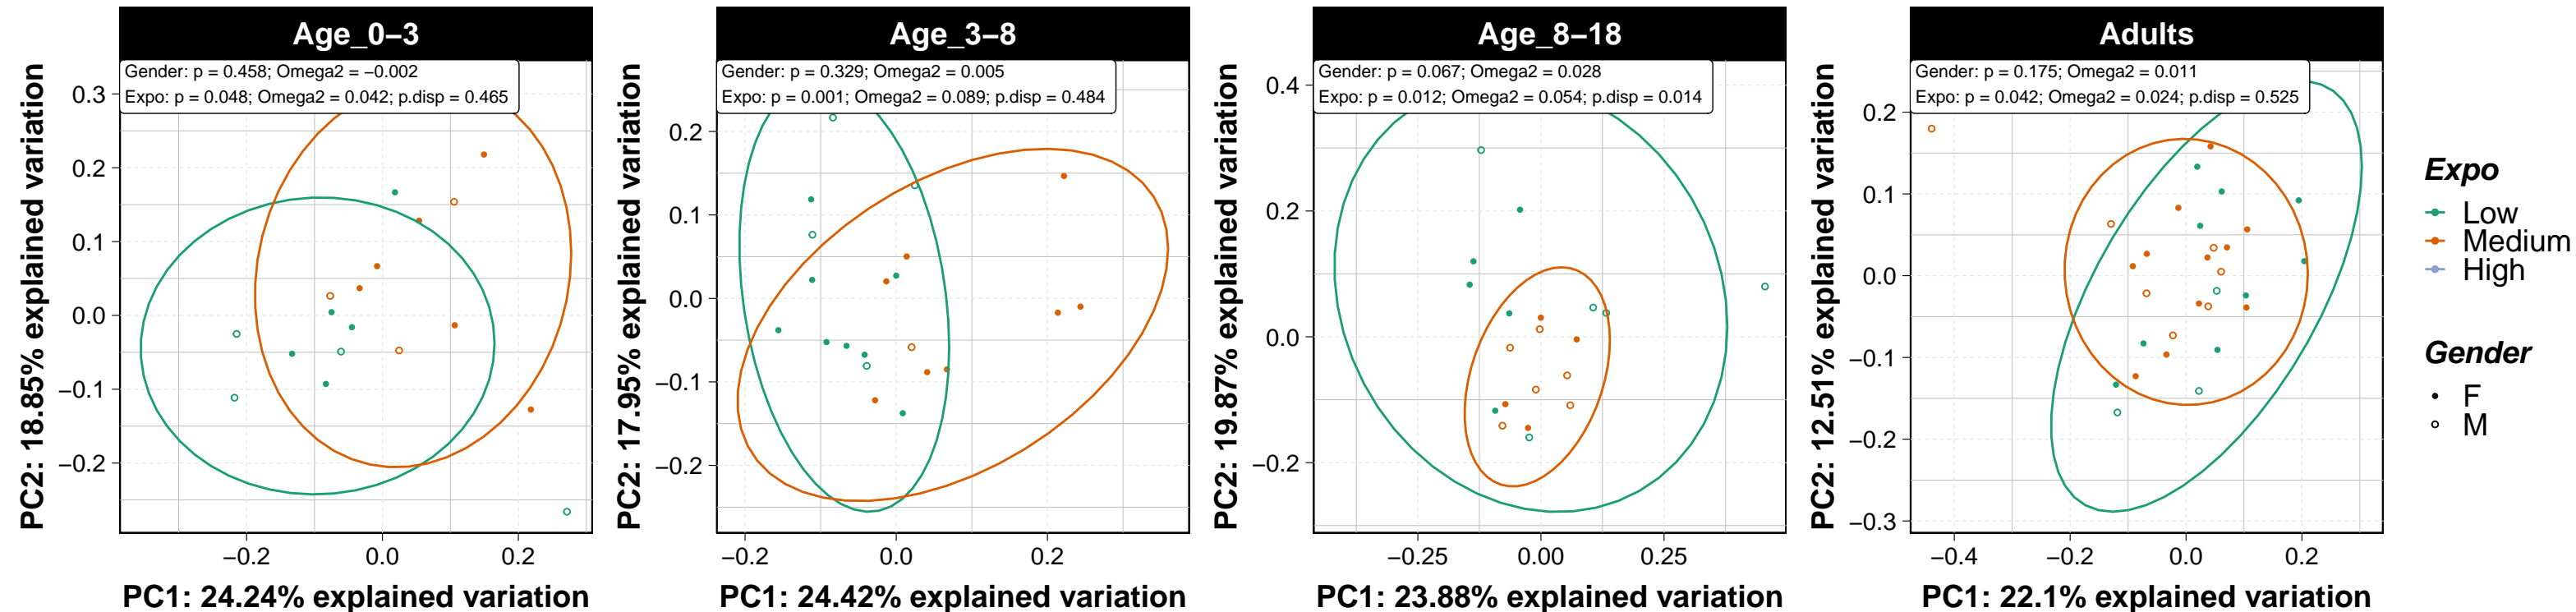 Age_0–3
Gender: p = 0.458; Omega2 = −0.002
Expo: p = 0.048; Omega2 = 0.042; p.disp = 0.465
PC2: 18.85% explained variation
0.3
0.2
0.1
0.0
−0.1
−0.2
−0.2 0.0 0.2
PC1: 24.24% explained variation
Age_3–8
Gender: p = 0.329; Omega2 = 0.005
Expo: p = 0.001; Omega2 = 0.089; p.disp = 0.484
PC2: 17.95% explained variation
0.2
0.1
0.0
−0.1
−0.2
−0.2 0.0 0.2
PC1: 24.42% explained variation
Age_8–18
Gender: p = 0.067; Omega2 = 0.028
Expo: p = 0.012; Omega2 = 0.054; p.disp = 0.014
PC2: 19.87% explained variation
0.4
0.2
0.0
−0.2
−0.25 0.00 0.25
PC1: 23.88% explained variation
Adults
Gender: p = 0.175; Omega2 = 0.011
Expo: p = 0.042; Omega2 = 0.024; p.disp = 0.525
PC2: 12.51% explained variation
0.2
0.1
0.0
−0.1
−0.2
−0.3
−0.4 −0.2 0.0 0.2
PC1: 22.1% explained variation
Expo
Low
Medium
High
Gender
F
M